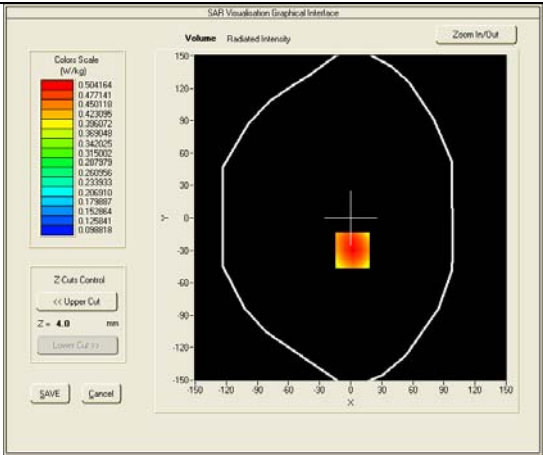 SAR Visualisation Graphical Interface
Volume Radiated Intensity
Zoom In/Out
Colors Scale
(W/kg)
0.504164
0.477141
0.450118
0.423095
0.396072
0.369048
0.342025
0.315002
0.287979
0.260956
0.233933
0.206910
0.179887
0.152864
0.125841
0.098818
Z-Cuts Control
<< Upper Cut
Z = 4.0 mm
Lower Cut >>
SAVE
Cancel
150-
120-
90-
60-
30-
0-
-30-
-60-
-90-
-120-
-150-
Y
-150 -120 -90 -60 -30 0 30 60 90 120 150
X